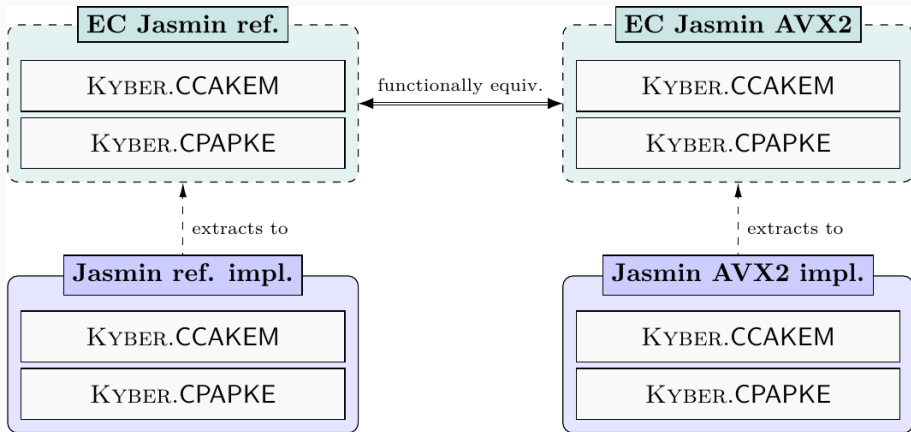 EC Jasmin ref.
EC Jasmin AVX2
KYBER.CCAKEM
functionally equiv.
KYBER.CCAKEM
KYBER.CPAPKE
KYBER.CPAPKE
extracts to
extracts to
Jasmin ref. impl.
Jasmin AVX2 impl.
KYBER.CCAKEM
KYBER.CCAKEM
KYBER.CPAPKE
KYBER.CPAPKE